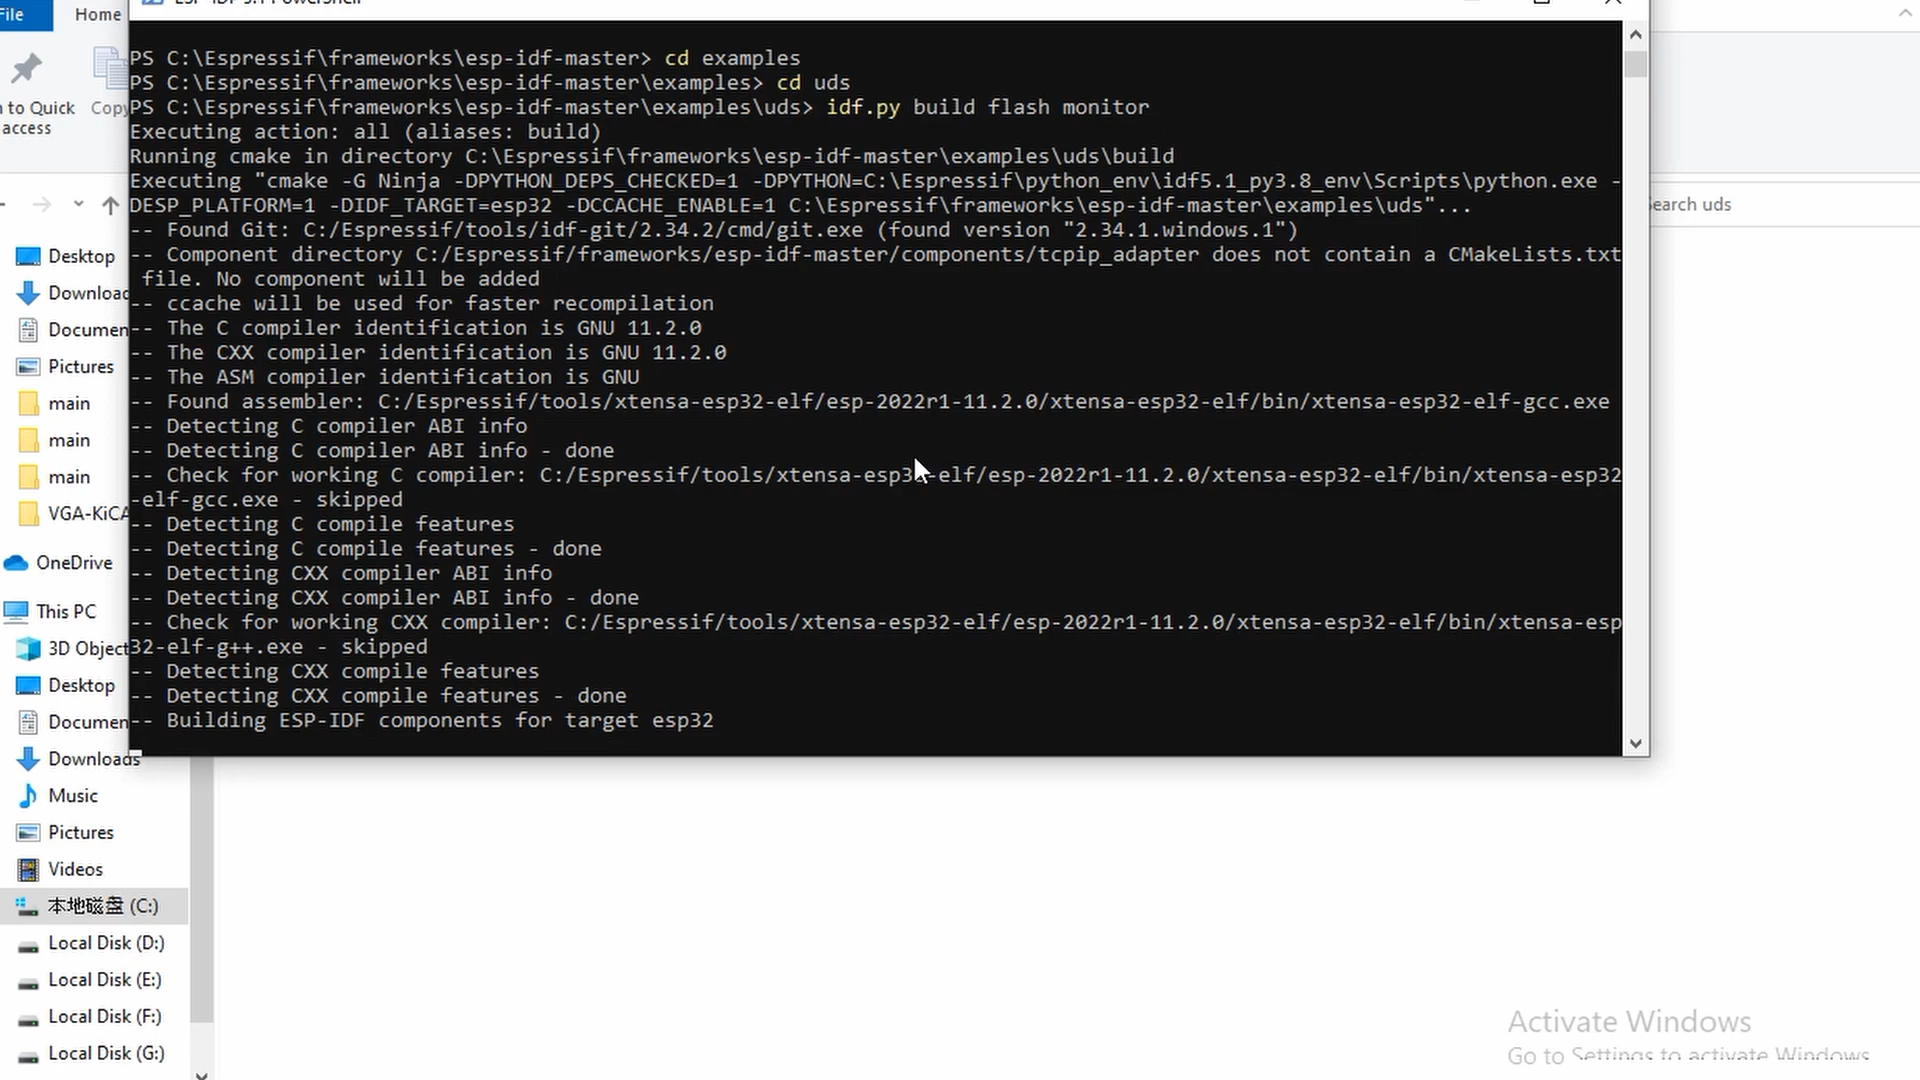 File
Home
PS C:\Espressif\frameworks\esp-idf-master> cd examples
PS C:\Espressif\frameworks\esp-idf-master\examples> cd uds
PS C:\Espressif\frameworks\esp-idf-master\examples\uds> idf.py build flash monitor
Executing action: all (aliases: build)
Running cmake in directory C:\Espressif\frameworks\esp-idf-master\examples\uds\build
Executing "cmake -G Ninja -DPYTHON_DEPS_CHECKED=1 -DPYTHON=C:\Espressif\python_env\idf5.1_py3.8_env\Scripts\python.exe -
DESP_PLATFORM=1 -DIDF_TARGET=esp32 -DCCACHE_ENABLE=1 C:\Espressif\frameworks\esp-idf-master\examples\uds"...
-- Found Git: C:/Espressif/tools/idf-git/2.34.2/cmd/git.exe (found version "2.34.1.windows.1")
-- Component directory C:/Espressif/frameworks/esp-idf-master/components/tcpip_adapter does not contain a CMakeLists.txt
file. No component will be added
-- ccache will be used for faster recompilation
-- The C compiler identification is GNU 11.2.0
-- The CXX compiler identification is GNU 11.2.0
-- The ASM compiler identification is GNU
-- Found assembler: C:/Espressif/tools/xtensa-esp32-elf/esp-2022r1-11.2.0/xtensa-esp32-elf/bin/xtensa-esp32-elf-gcc.exe
-- Detecting C compiler ABI info
-- Detecting C compiler ABI info - done
-- Check for working C compiler: C:/Espressif/tools/xtensa-esp32-elf/esp-2022r1-11.2.0/xtensa-esp32-elf/bin/xtensa-esp32
-elf-gcc.exe - skipped
-- Detecting C compile features
-- Detecting C compile features - done
-- Detecting CXX compiler ABI info
-- Detecting CXX compiler ABI info - done
-- Check for working CXX compiler: C:/Espressif/tools/xtensa-esp32-elf/esp-2022r1-11.2.0/xtensa-esp32-elf/bin/xtensa-esp
32-elf-g++.exe - skipped
-- Detecting CXX compile features
-- Detecting CXX compile features - done
-- Building ESP-IDF components for target esp32
to Quick
access
Copy
Search uds
Desktop
Download
Documen
Pictures
main
main
main
VGA-KiCA
OneDrive
This PC
3D Object
Desktop
Documen
Downloads
Music
Pictures
Videos
本地磁盘 (C:)
Local Disk (D:)
Local Disk (E:)
Local Disk (F:)
Local Disk (G:)
Activate Windows
Go to Settings to activate Windows